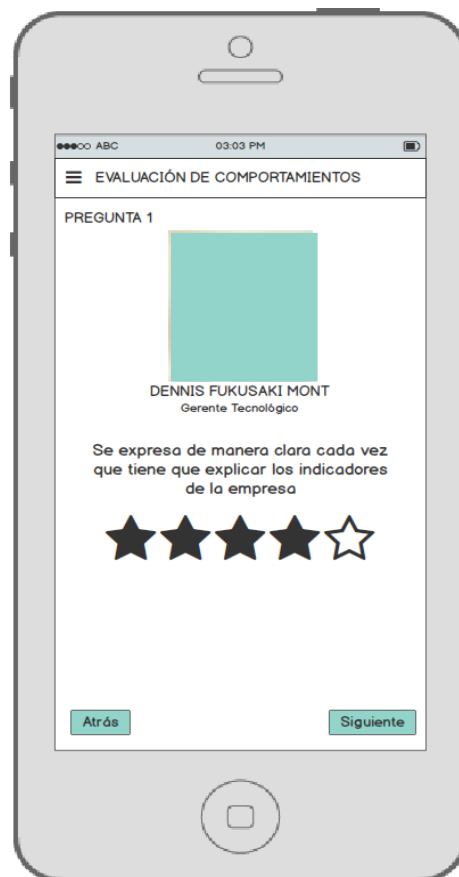 ABC 03:03 PM
EVALUACIÓN DE COMPORTAMIENTOS
PREGUNTA 1
DENNIS FUKUSAKI MONT
Gerente Tecnológico
Se expresa de manera clara cada vez
que tiene que explicar los indicadores
de la empresa
Atrás Siguiente